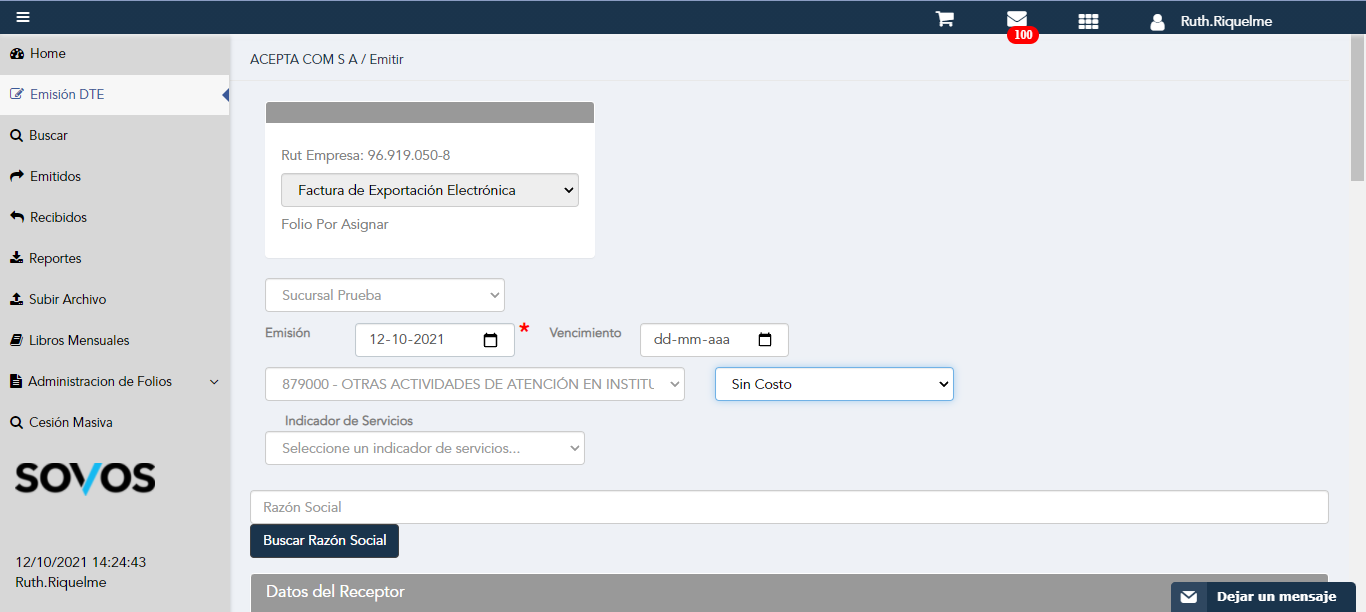 100
Ruth.Riquelme
Home
Emisión DTE
Buscar
Emitidos
Recibidos
Reportes
Subir Archivo
Libros Mensuales
Administracion de Folios
Cesión Masiva
SOVOS
12/10/2021 14:24:43
Ruth.Riquelme
ACEPTA COM S A / Emitir
Rut Empresa: 96.919.050-8
Factura de Exportación Electrónica
Folio Por Asignar
Sucursal Prueba
Emisión 12-10-2021 * Vencimiento dd-mm-aaa
879000 - OTRAS ACTIVIDADES DE ATENCIÓN EN INSTITU Sin Costo
Indicador de Servicios
Seleccione un indicador de servicios...
Razón Social
Buscar Razón Social
Datos del Receptor
Dejar un mensaje